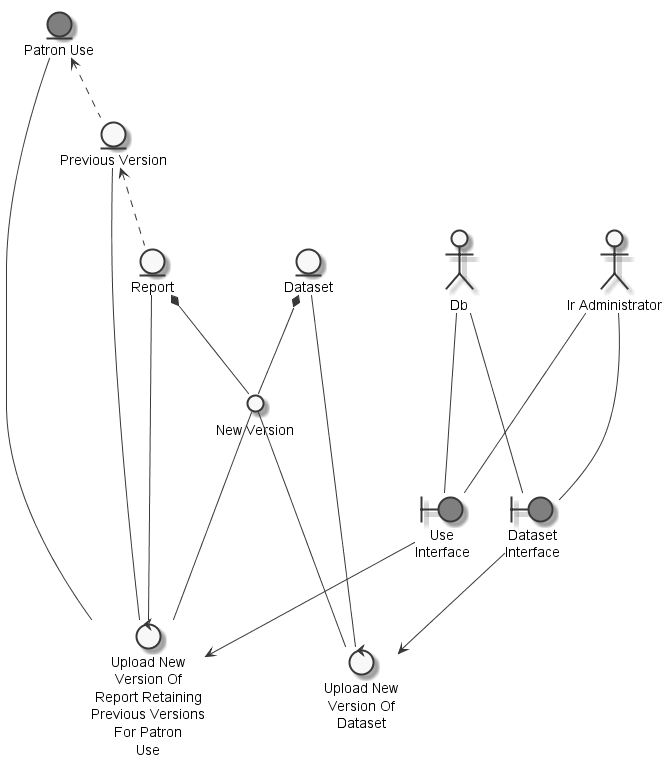 Patron Use
Previous Version
Report
Dataset
Db
Ir Administrator
New Version
Use
Interface
Dataset
Interface
Upload New
Version Of
Report Retaining
Previous Versions
For Patron
Use
Upload New
Version Of
Dataset